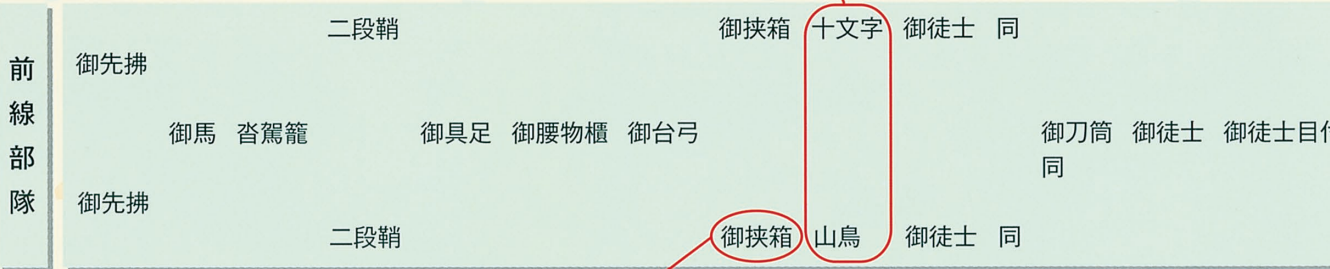 前線部隊
二段鞘 御挟箱 十文字 御徒士 同
御先拂
御馬 沓駕籠 御具足 御腰物櫃 御台弓 御刀筒 御徒士 御徒士目付
同
御先拂
二段鞘 御挟箱 山鳥 御徒士 同